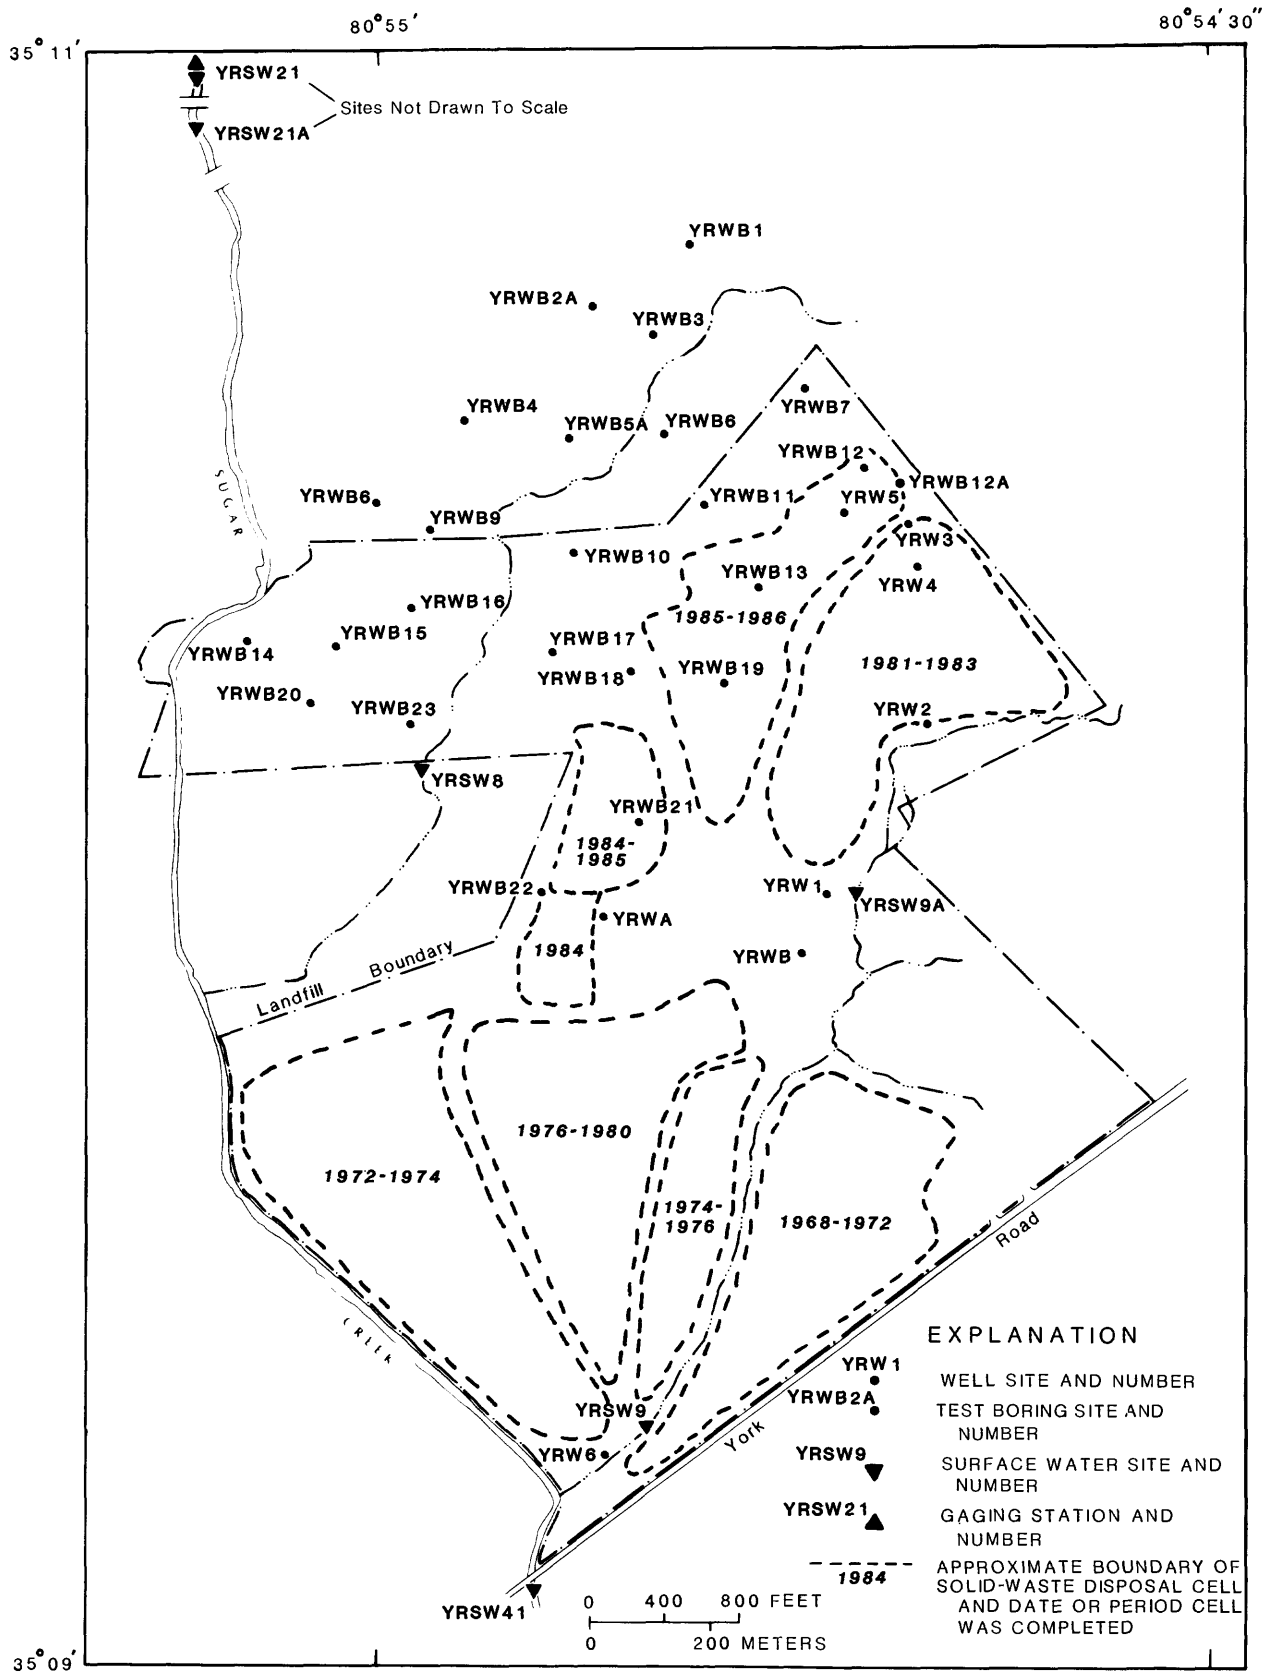 80°55′
80°54′30″
35°11′
YRSW21
Sites Not Drawn To Scale
YRSW21A
YRWB1
YRWB2A
YRWB3
YRWB7
YRWB4
YRWB5A
YRWB6
YRWB12
YRWB12A
SUGAR
YRWB6
YRWB11
YRW5
YRWB9
YRW3
YRWB10
YRWB13
YRW4
YRWB16
1985-1986
YRWB15
YRWB17
YRWB14
1981-1983
YRWB18
YRWB19
YRWB20
YRWB23
YRW2
YRSW8
YRWB21
1984-
1985
YRWB22
YRW1
YRSW9A
YRWA
1984
YRWB
Landfill Boundary
1976-1980
1972-1974
1974-
1976
1968-1972
Road
CREEK
EXPLANATION
YRW1
WELL SITE AND NUMBER
YRWB2A
TEST BORING SITE AND
NUMBER
YRSW9
YRW6
York
YRSW9
SURFACE WATER SITE AND
NUMBER
YRSW21
GAGING STATION AND
NUMBER
1984
APPROXIMATE BOUNDARY OF
SOLID-WASTE DISPOSAL CELL
AND DATE OR PERIOD CELL
WAS COMPLETED
YRSW41
0 400 800 FEET
0 200 METERS
35°09′